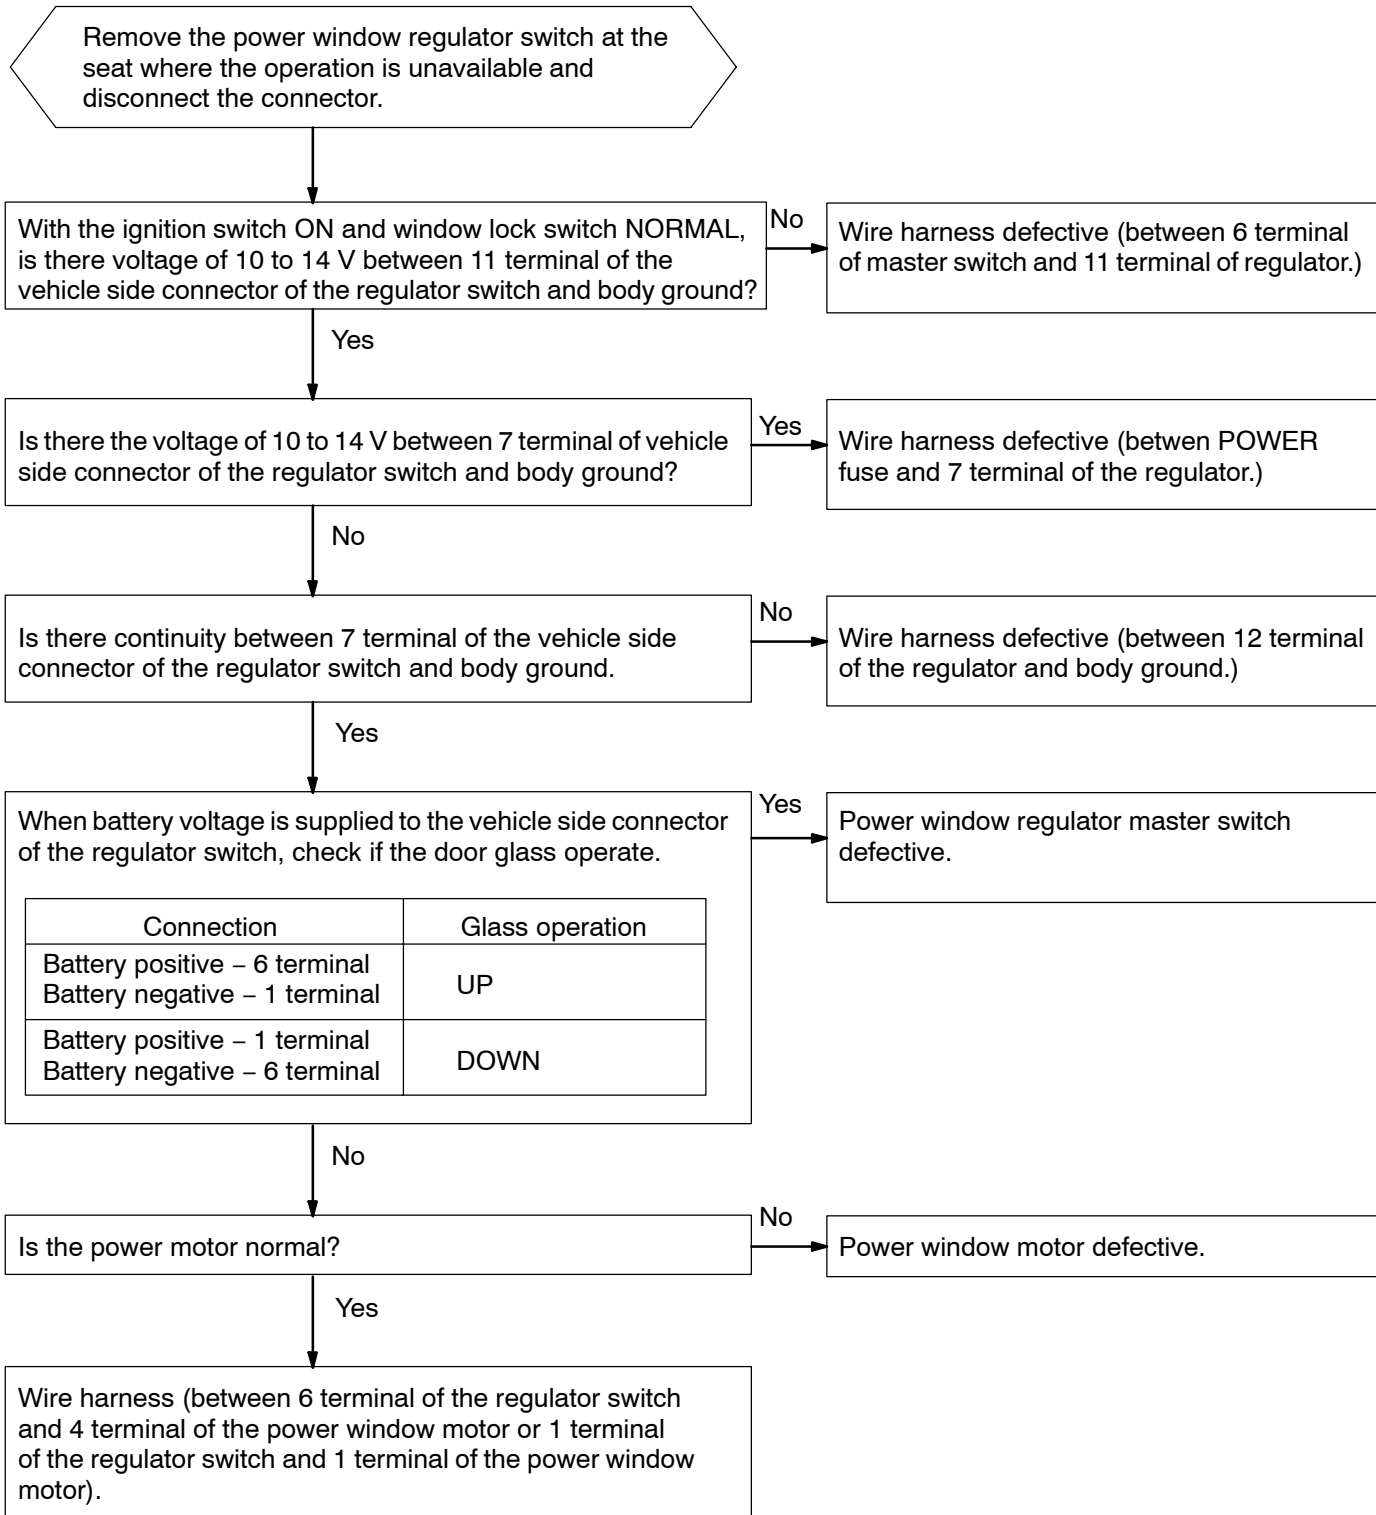 Remove the power window regulator switch at the
seat where the operation is unavailable and
disconnect the connector.
With the ignition switch ON and window lock switch NORMAL,
is there voltage of 10 to 14 V between 11 terminal of the
vehicle side connector of the regulator switch and body ground?
No
Wire harness defective (between 6 terminal
of master switch and 11 terminal of regulator.)
Yes
Is there the voltage of 10 to 14 V between 7 terminal of vehicle
side connector of the regulator switch and body ground?
Yes
Wire harness defective (betwen POWER
fuse and 7 terminal of the regulator.)
No
Is there continuity between 7 terminal of the vehicle side
connector of the regulator switch and body ground.
No
Wire harness defective (between 12 terminal
of the regulator and body ground.)
Yes
When battery voltage is supplied to the vehicle side connector
of the regulator switch, check if the door glass operate.
Yes
Power window regulator master switch
defective.
Connection
Glass operation
Battery positive – 6 terminal
Battery negative – 1 terminal
UP
Battery positive – 1 terminal
Battery negative – 6 terminal
DOWN
No
Is the power motor normal?
No
Power window motor defective.
Yes
Wire harness (between 6 terminal of the regulator switch
and 4 terminal of the power window motor or 1 terminal
of the regulator switch and 1 terminal of the power window
motor).